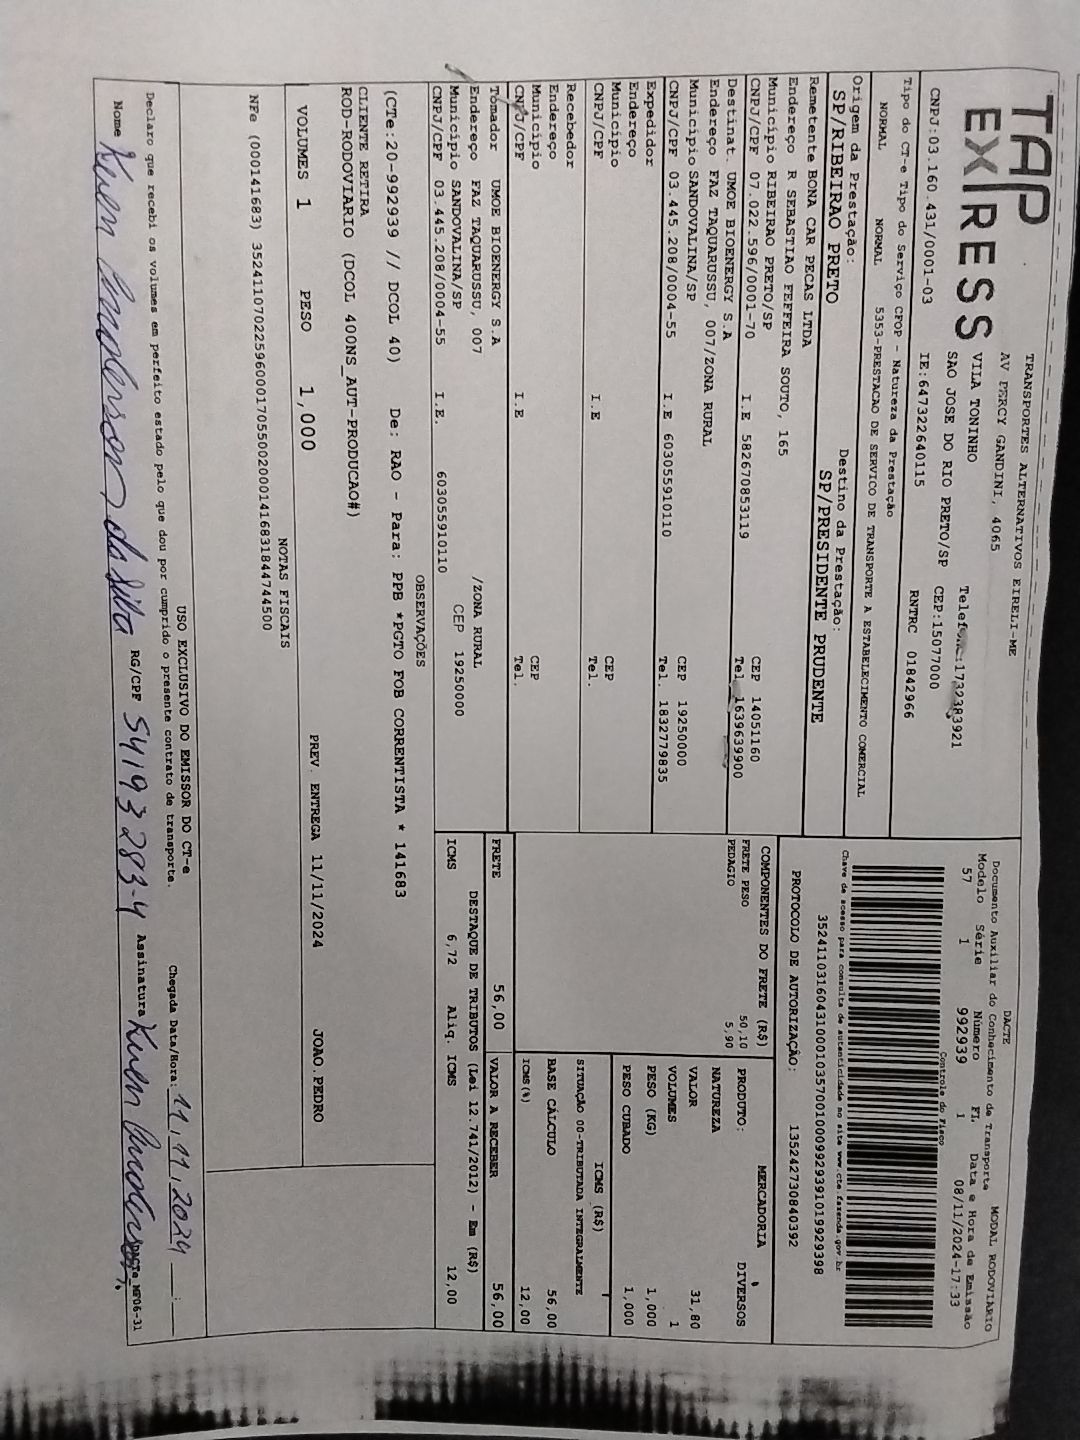 TAP
EXPRESS
TRANSPORTES ALTERNATIVOS EIRELI-ME
AV PERCY GANDINI, 4065
VILA TONINHO
SAO JOSE DO RIO PRETO/SP CEP:15077000
CNPJ:03.160.431/0001-03 IE:647322640115 RNTRC 01842966
DACTE
Documento Auxiliar do Conhecimento de Transporte MODAL RODOVIÁRIO
Modelo Série Número FL Data e Hora da Emissão
57 1 992939 1 08/11/2024-17:33
Controle do Fisco
Chave de acesso para consulta de autenticidade no site www.cte.fazenda.gov.br
35241103160431000103570010009929391019929398
PROTOCOLO DE AUTORIZAÇÃO: 135242730840392
Tipo do CT-e Tipo do Serviço CFOP - Natureza da Prestação
NORMAL NORMAL 5353-PRESTACAO DE SERVICO DE TRANSPORTE A ESTABELECIMENTO COMERCIAL
Origem da Prestação: Destino da Prestação:
SP/RIBEIRAO PRETO SP/PRESIDENTE PRUDENTE
Remetente BONA CAR PECAS LTDA
Endereço R SEBASTIAO FEFFEIRA SOUTO, 165
Município RIBEIRAO PRETO/SP CEP 14051160
CNPJ/CPF 07.022.596/0001-70 I.E 582670853119 Tel. 1639639900
Destinat. UMOE BIOENERGY S.A
Endereço FAZ TAQUARUSSU, 007/ZONA RURAL
Município SANDOVALINA/SP CEP 19250000
CNPJ/CPF 03.445.208/0004-55 I.E 603055910110 Tel. 1832779835
Expedidor
Endereço
Município CEP
CNPJ/CPF I.E Tel.
Recebedor
Endereço
Município CEP
CNPJ/CPF I.E Tel.
Tomador UMOE BIOENERGY S.A
Endereço FAZ TAQUARUSSU, 007 /ZONA RURAL
Município SANDOVALINA/SP CEP 19250000
CNPJ/CPF 03.445.208/0004-55 I.E. 603055910110
COMPONENTES DO FRETE (R$)
FRETE PESO 50,10
PEDAGIO 5,90
MERCADORIA
PRODUTO: DIVERSOS
NATUREZA
VALOR 31,80
VOLUMES 1
PESO (KG) 1,000
PESO CUBADO 1,000
ICMS (R$)
SITUAÇÃO 00-TRIBUTADA INTEGRALMENTE
BASE CÁLCULO 56,00
ICMS(%) 12,00
FRETE 56,00 VALOR A RECEBER 56,00
DESTAQUE DE TRIBUTOS (Lei 12.741/2012) - Em (R$)
ICMS 6,72 Aliq. ICMS 12,00
OBSERVAÇÕES
(CTe:20-992939 // DCOL 40) De: RAO - Para: PPB *PGTO FOB CORRENTISTA * 141683
CLIENTE RETIRA
ROD-RODOVIARIO (DCOL 400NS_AUT-PRODUCAO#)
VOLUMES 1 PESO 1,000 PREV. ENTREGA 11/11/2024 JOAO.PEDRO
NOTAS FISCAIS
NFe (000141683) 35241107022596000170550020001416831844744500
USO EXCLUSIVO DO EMISSOR DO CT-e
Declaro que recebi os volumes em perfeito estado pelo que dou por cumprido o presente contrato de transporte. Chegada Data/Hora: 11, 11, 2024 __:__
Nome da Silva RG/CPF 54193283-4 Assinatura
DACTe_MP06-31